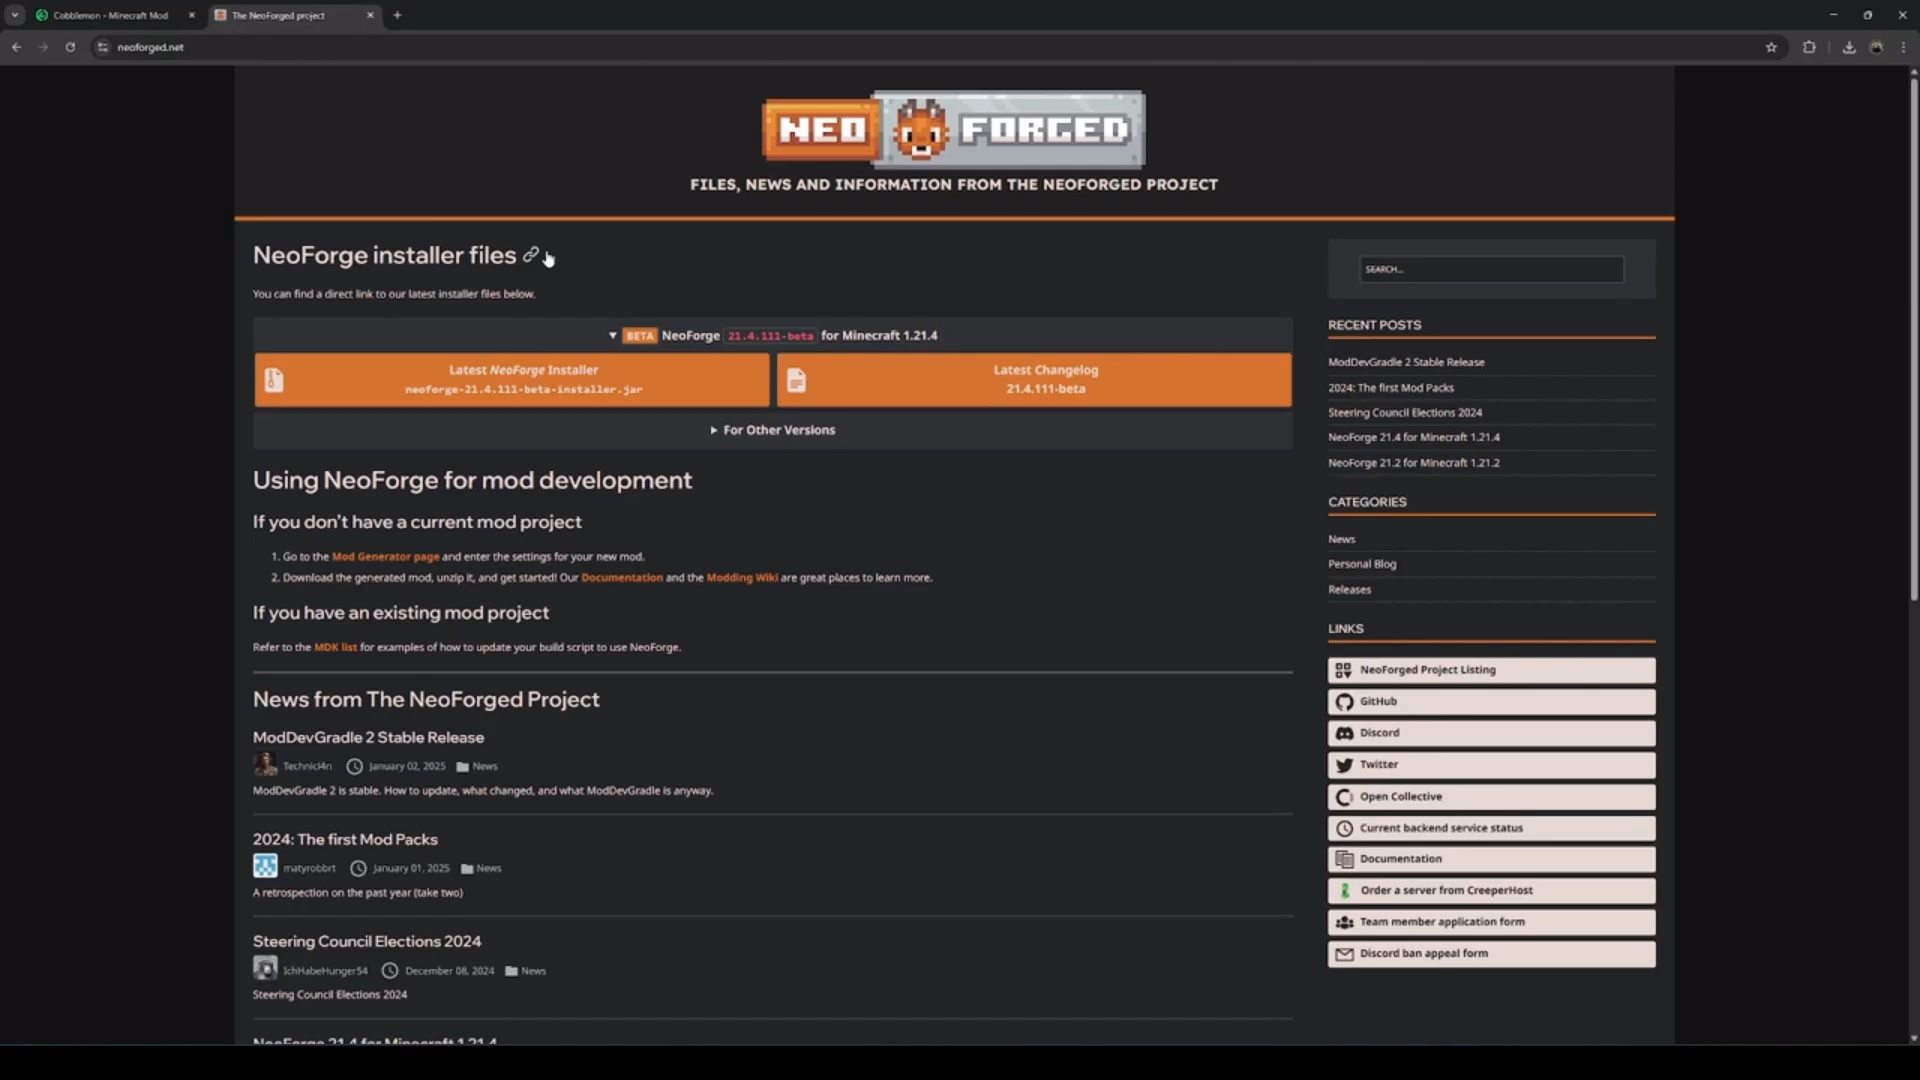 Cobblemon - Minecraft Mod
The NeoForged project
neoforged.net
NEO FORGED
FILES, NEWS AND INFORMATION FROM THE NEOFORGED PROJECT
NeoForge installer files
You can find a direct link to our latest installer files below.
BETA NeoForge 21.4.111-beta for Minecraft 1.21.4
Latest NeoForge Installer
neoforge-21.4.111-beta-installer.jar
Latest Changelog
21.4.111-beta
For Other Versions
Using NeoForge for mod development
If you don't have a current mod project
1. Go to the Mod Generator page and enter the settings for your new mod.
2. Download the generated mod, unzip it, and get started! Our Documentation and the Modding Wiki are great places to learn more.
If you have an existing mod project
Refer to the MDK list for examples of how to update your build script to use NeoForge.
News from The NeoForged Project
ModDevGradle 2 Stable Release
Technici4n January 02, 2025 News
ModDevGradle 2 is stable. How to update, what changed, and what ModDevGradle is anyway.
2024: The first Mod Packs
matyrobbrt January 01, 2025 News
A retrospection on the past year (take two)
Steering Council Elections 2024
IchHabeHunger54 December 08, 2024 News
Steering Council Elections 2024
NeoForge 21.4 for Minecraft 1.21.4
SEARCH...
RECENT POSTS
ModDevGradle 2 Stable Release
2024: The first Mod Packs
Steering Council Elections 2024
NeoForge 21.4 for Minecraft 1.21.4
NeoForge 21.2 for Minecraft 1.21.2
CATEGORIES
News
Personal Blog
Releases
LINKS
NeoForged Project Listing
GitHub
Discord
Twitter
Open Collective
Current backend service status
Documentation
Order a server from CreeperHost
Team member application form
Discord ban appeal form